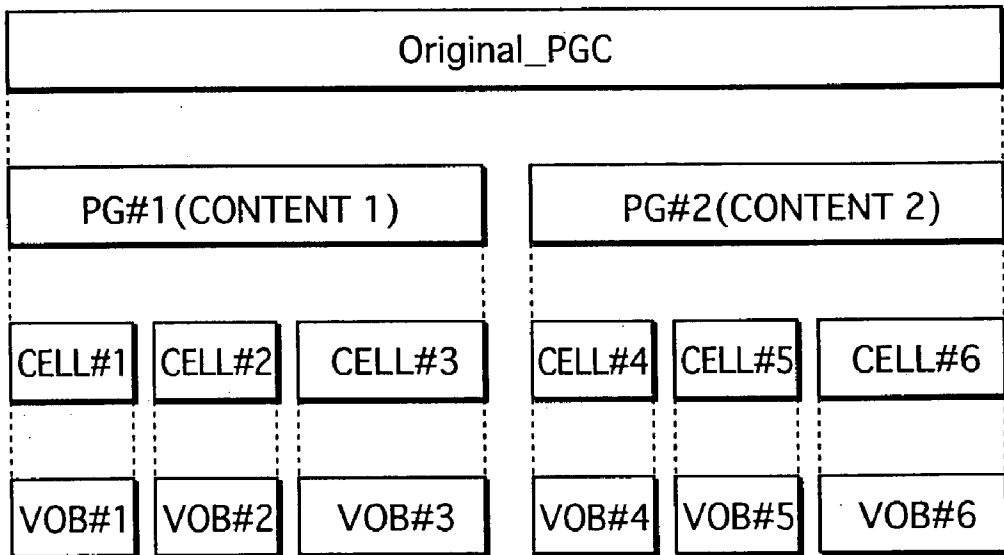 Original_PGC
PG#1(CONTENT 1) PG#2(CONTENT 2)
CELL#1 CELL#2 CELL#3 CELL#4 CELL#5 CELL#6
VOB#1 VOB#2 VOB#3 VOB#4 VOB#5 VOB#6